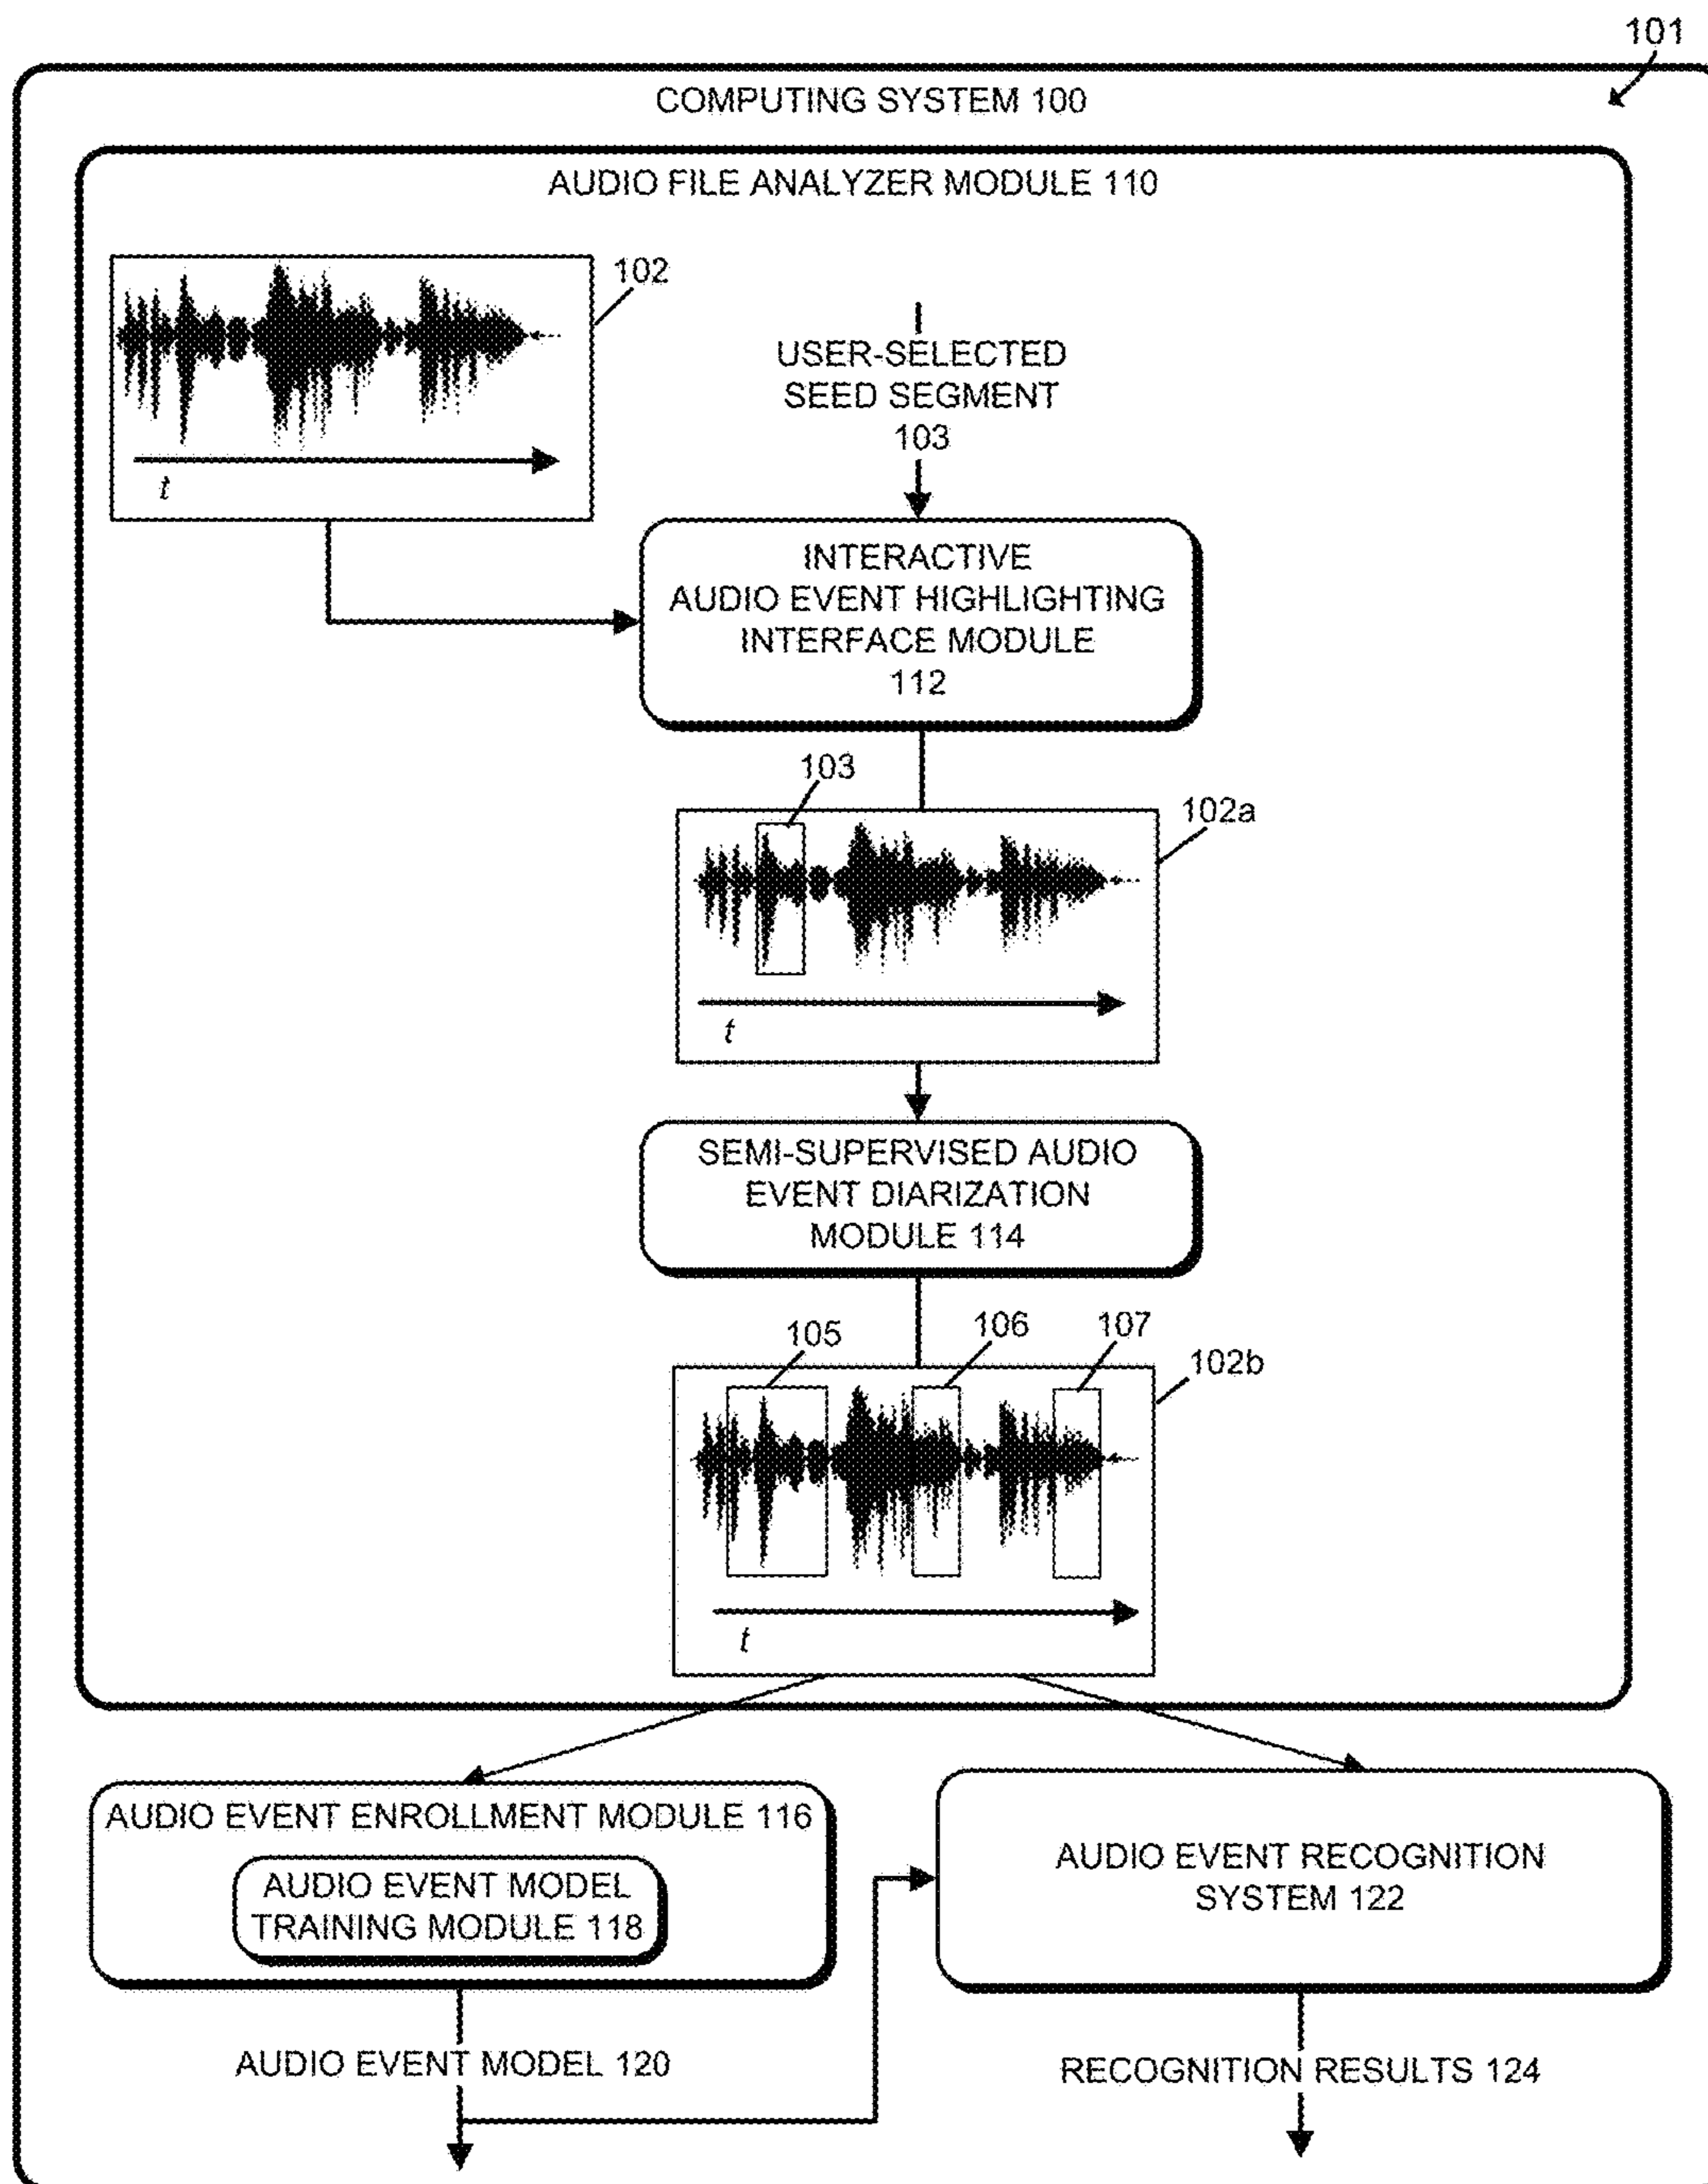 101
COMPUTING SYSTEM 100
AUDIO FILE ANALYZER MODULE 110
102
t
USER-SELECTED
SEED SEGMENT
103
INTERACTIVE
AUDIO EVENT HIGHLIGHTING
INTERFACE MODULE
112
103
102a
t
SEMI-SUPERVISED AUDIO
EVENT DIARIZATION
MODULE 114
105
106
107
102b
t
AUDIO EVENT ENROLLMENT MODULE 116
AUDIO EVENT MODEL
TRAINING MODULE 118
AUDIO EVENT RECOGNITION
SYSTEM 122
AUDIO EVENT MODEL 120
RECOGNITION RESULTS 124